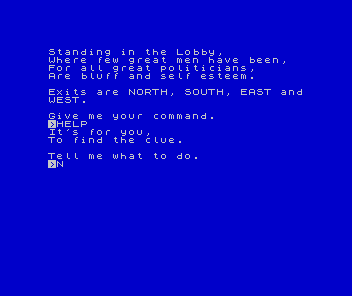 Standing in the Lobby,
Where few great men have been,
For all great politicians,
Are bluff and self esteem.
Exits are NORTH, SOUTH, EAST and
WEST.
Give me your command.
>HELP
It's for you,
To find the clue.
Tell me what to do.
>N